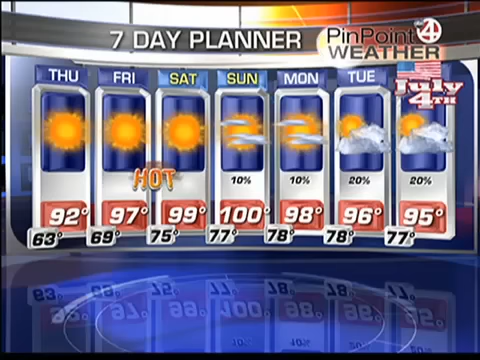 7 DAY PLANNER
PinPoint 4
WEATHER
THU FRI SAT SUN MON TUE July
4TH
HOT
10% 10% 20% 20%
92° 97° 99° 100° 98° 96° 95°
63° 69° 75° 77° 78° 78° 77°